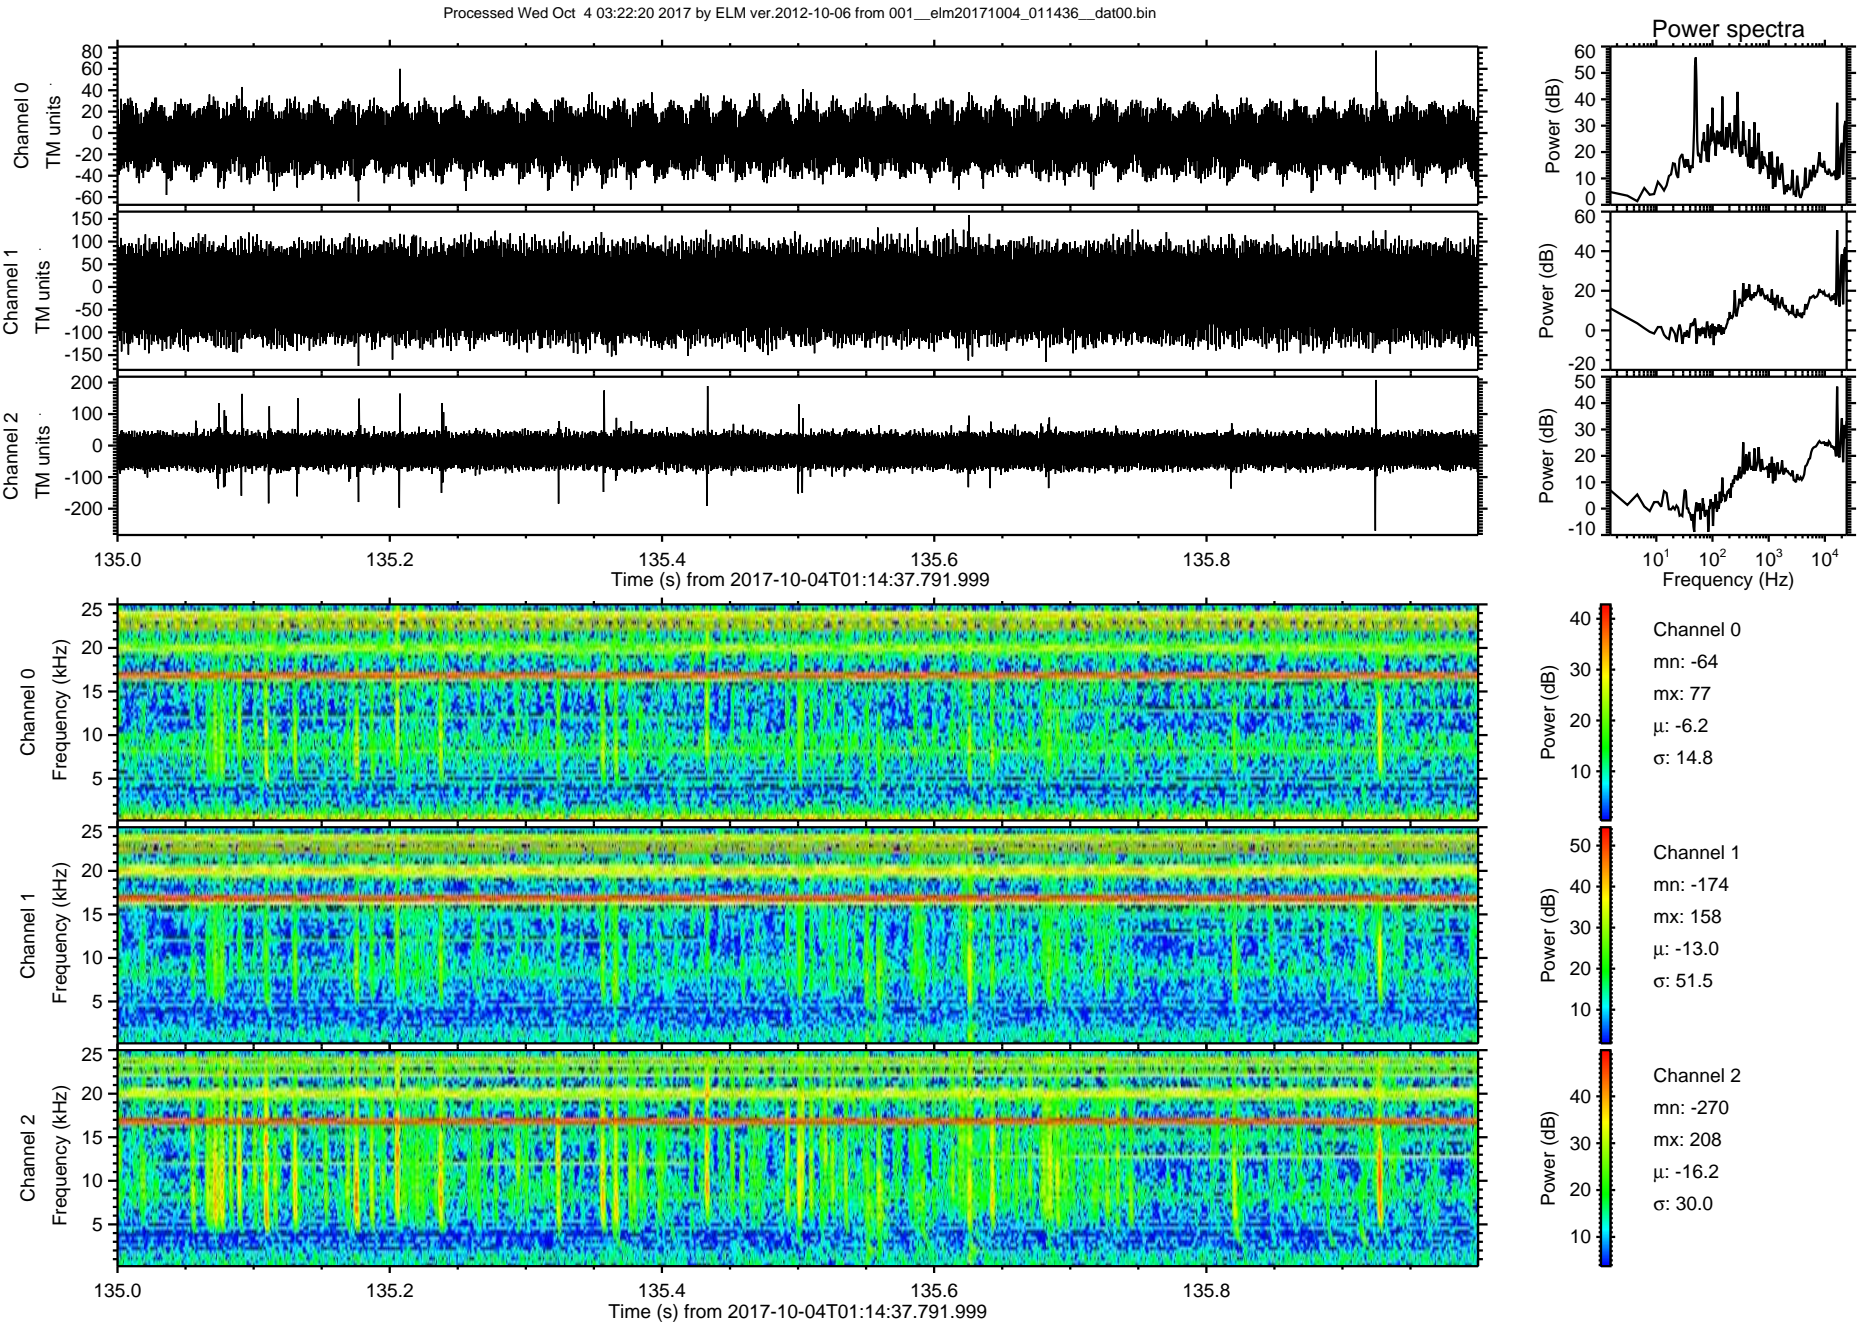 Processed Wed Oct  4 03:22:20 2017 by ELM ver.2012-10-06 from 001__elm20171004_011436__dat00.bin
Power spectra
Channel 0
TM units
80
60
40
20
0
-20
-40
-60
Power (dB)
60
50
40
30
20
10
0
Channel 1
TM units
150
100
50
0
-50
-100
-150
Power (dB)
60
40
20
0
-20
Channel 2
TM units
200
100
0
-100
-200
Power (dB)
50
40
30
20
10
0
-10
135.0 135.2 135.4 135.6 135.8
Time (s) from 2017-10-04T01:14:37.791.999
10¹ 10² 10³ 10⁴
Frequency (Hz)
Channel 0
Frequency (kHz)
25
20
15
10
5
Power (dB)
40
30
20
10
Channel 0
mn: -64
mx: 77
µ: -6.2
σ: 14.8
Channel 1
Frequency (kHz)
25
20
15
10
5
Power (dB)
50
40
30
20
10
Channel 1
mn: -174
mx: 158
µ: -13.0
σ: 51.5
Channel 2
Frequency (kHz)
25
20
15
10
5
Power (dB)
40
30
20
10
Channel 2
mn: -270
mx: 208
µ: -16.2
σ: 30.0
135.0 135.2 135.4 135.6 135.8
Time (s) from 2017-10-04T01:14:37.791.999